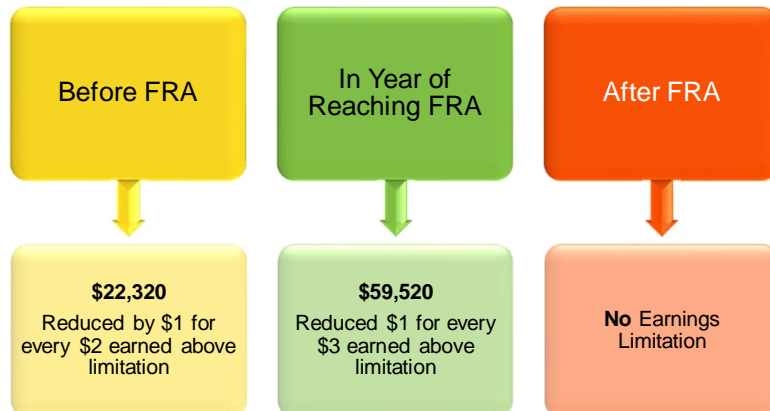 Before FRA
In Year of
Reaching FRA
After FRA
$22,320
Reduced by $1 for
every $2 earned above
limitation
$59,520
Reduced $1 for every
$3 earned above
limitation
No Earnings
Limitation